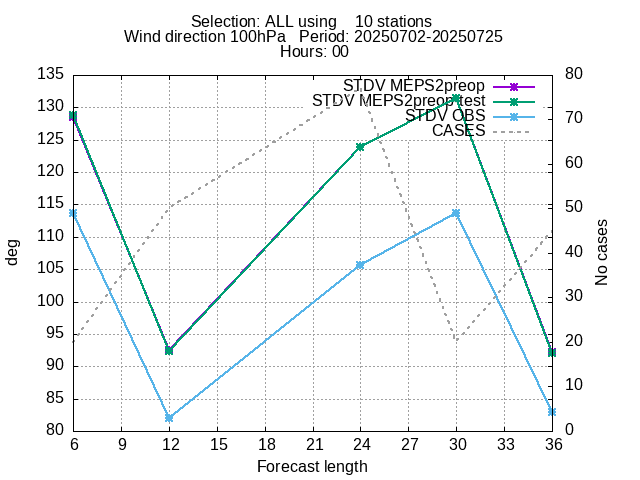 Selection: ALL using    10 stations
Wind direction 100hPa   Period: 20250702-20250725
Hours: 00
STDV MEPS2preop
STDV MEPS2preop-test
STDV OBS
CASES
135
130
125
120
115
110
105
100
95
90
85
80
deg
80
70
60
50
40
30
20
10
0
No cases
6 9 12 15 18 21 24 27 30 33 36
Forecast length